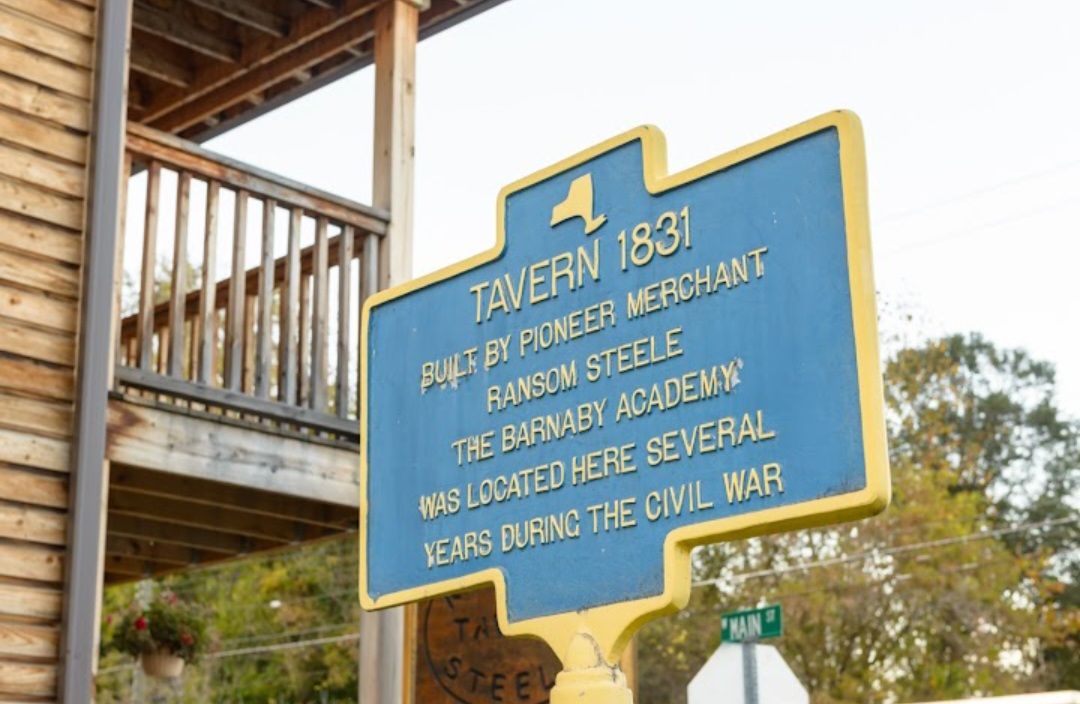 TAVERN 1831
BUILT BY PIONEER MERCHANT
RANSOM STEELE
THE BARNABY ACADEMY
WAS LOCATED HERE SEVERAL
YEARS DURING THE CIVIL WAR
W MAIN ST